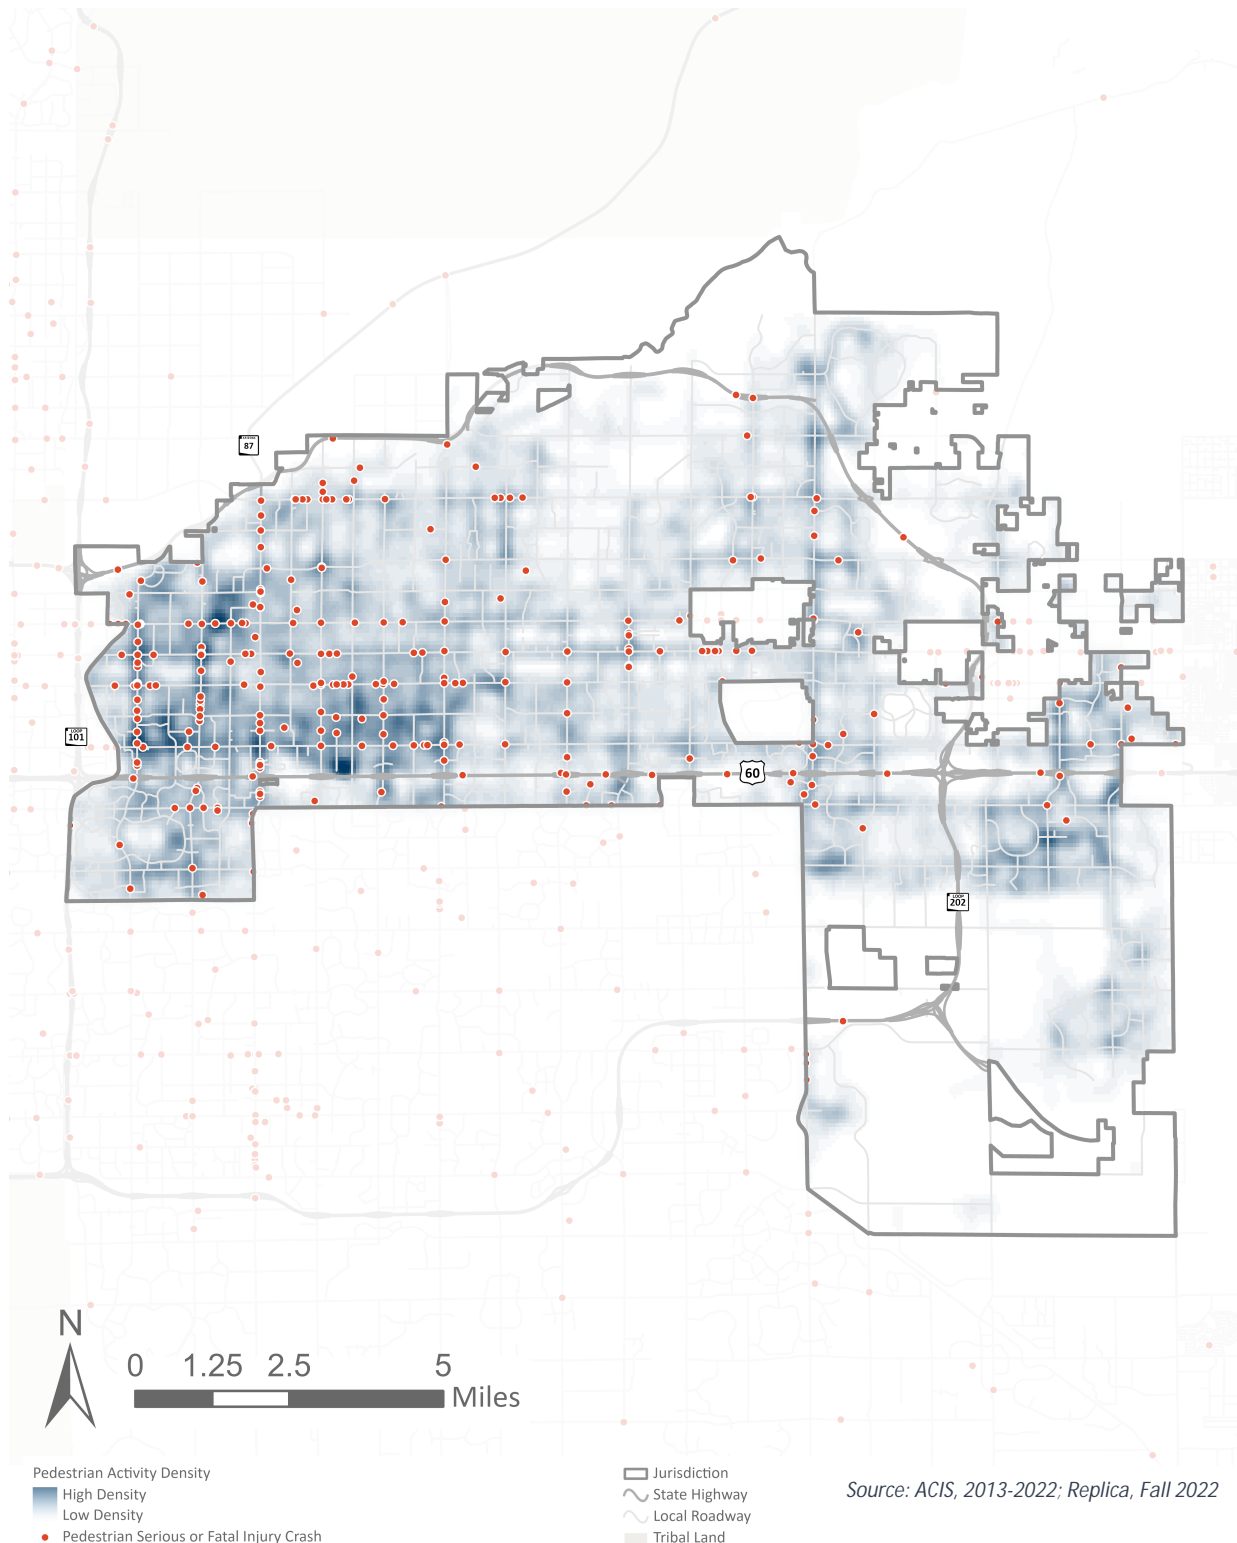 87
LOOP
101
60
LOOP
202
N
0 1.25 2.5 5
Miles
Pedestrian Activity Density
High Density
Low Density
Pedestrian Serious or Fatal Injury Crash
Jurisdiction
State Highway
Local Roadway
Tribal Land
Source: ACIS, 2013-2022; Replica, Fall 2022